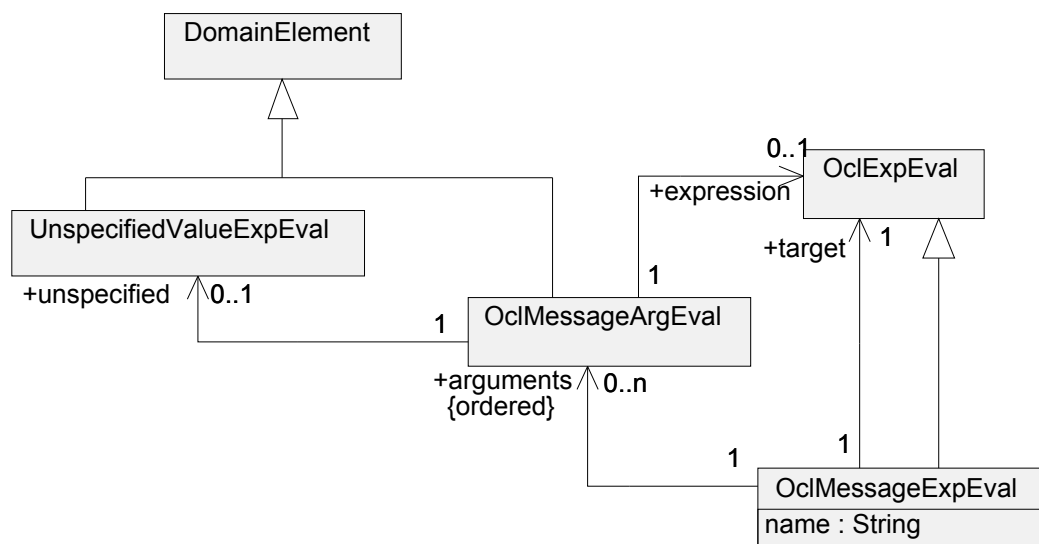 DomainElement
0..1
OclExpEval
+expression
UnspecifiedValueExpEval
+target
1
+unspecified
0..1
1
1
OclMessageArgEval
+arguments
0..n
{ordered}
1
1
OclMessageExpEval
name : String